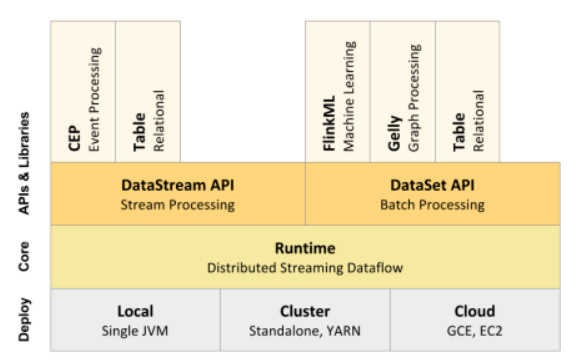 APIs & Libraries
CEP
Event Processing
Table
Relational
FlinkML
Machine Learning
Gelly
Graph Processing
Table
Relational
DataStream API
Stream Processing
DataSet API
Batch Processing
Core
Runtime
Distributed Streaming Dataflow
Deploy
Local
Single JVM
Cluster
Standalone, YARN
Cloud
GCE, EC2